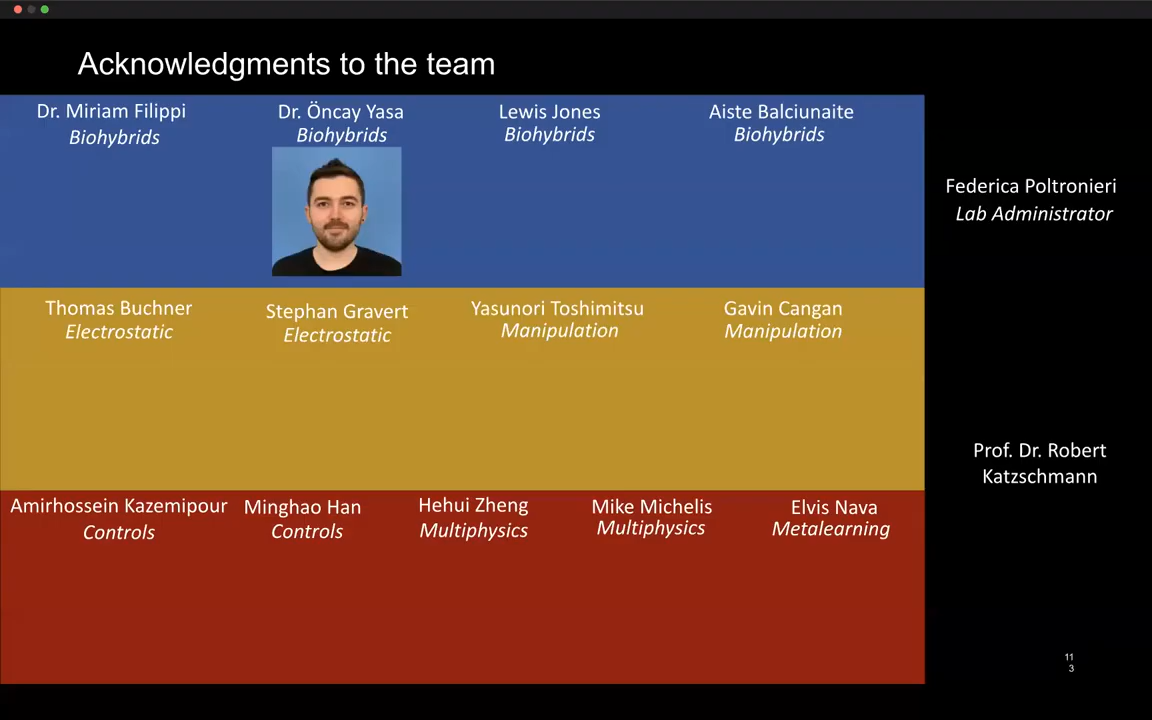 Acknowledgments to the team
Dr. Miriam Filippi
Biohybrids
Dr. Öncay Yasa
Biohybrids
Lewis Jones
Biohybrids
Aiste Balciunaite
Biohybrids
Federica Poltronieri
Lab Administrator
Thomas Buchner
Electrostatic
Stephan Gravert
Electrostatic
Yasunori Toshimitsu
Manipulation
Gavin Cangan
Manipulation
Prof. Dr. Robert
Katzschmann
Amirhossein Kazemipour
Controls
Minghao Han
Controls
Hehui Zheng
Multiphysics
Mike Michelis
Multiphysics
Elvis Nava
Metalearning
11
3